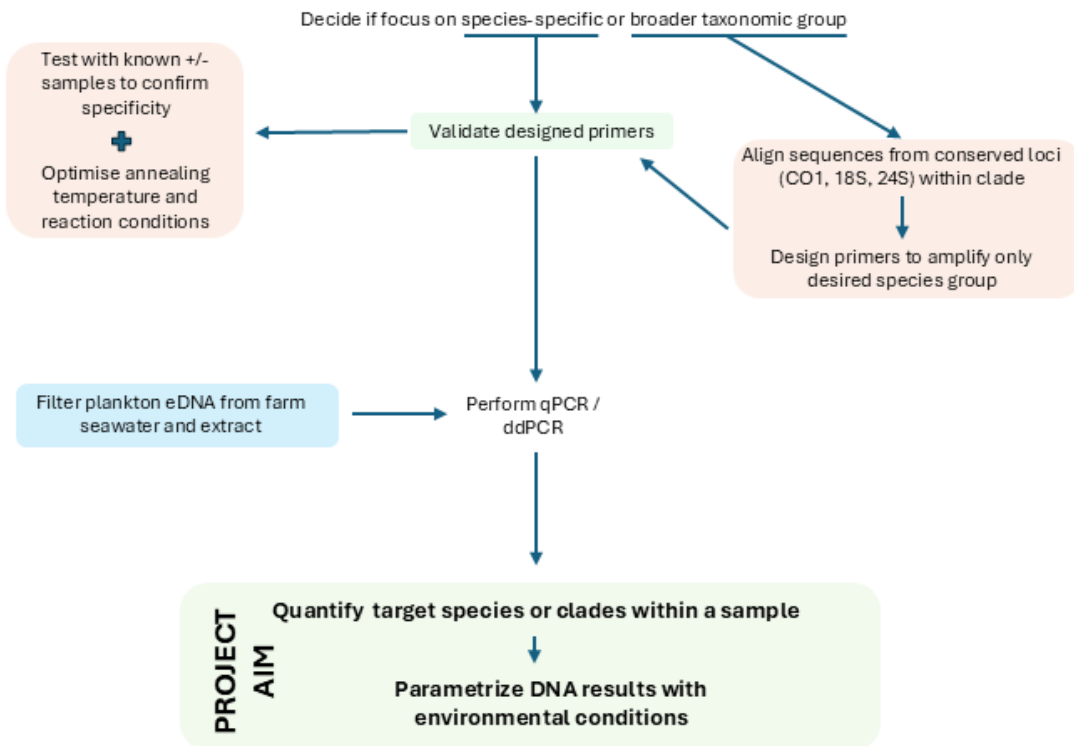 Decide if focus on species-specific or broader taxonomic group
Test with known +/-
samples to confirm
specificity
Optimise annealing
temperature and
reaction conditions
Validate designed primers
Align sequences from conserved loci
(CO1, 18S, 24S) within clade
Design primers to amplify only
desired species group
Filter plankton eDNA from farm
seawater and extract
Perform qPCR /
ddPCR
PROJECT
AIM
Quantify target species or clades within a sample
Parametrize DNA results with
environmental conditions